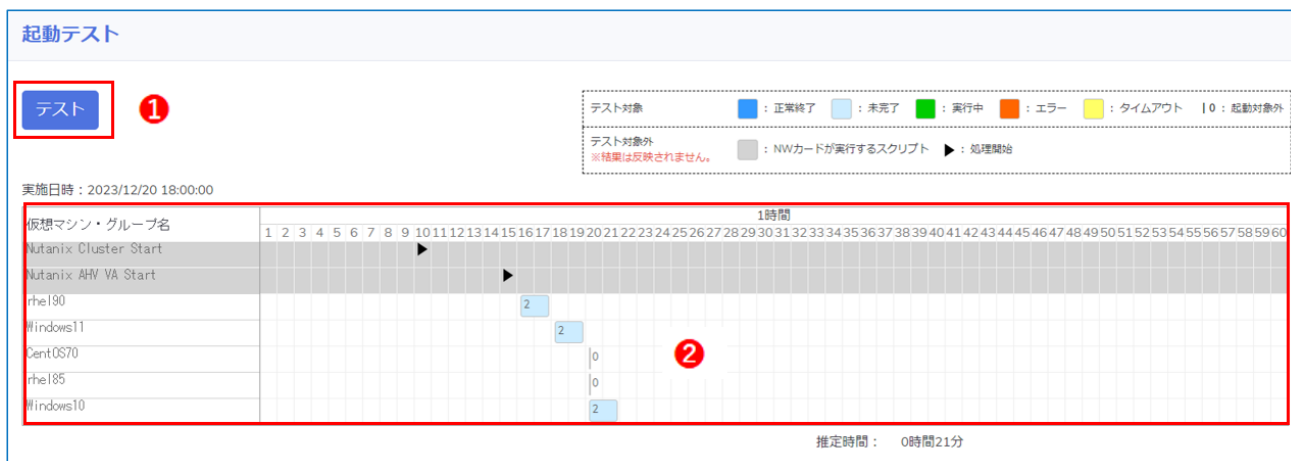 起動テスト
テスト
❶
テスト対象 : 正常終了 : 未完了 : 実行中 : エラー : タイムアウト | 0 : 起動対象外
テスト対象外
※結果は反映されません。
: NWカードが実行するスクリプト ▶ : 処理開始
実施日時:2023/12/20 18:00:00
仮想マシン・グループ名
1時間
1 2 3 4 5 6 7 8 9 10 11 12 13 14 15 16 17 18 19 20 21 22 23 24 25 26 27 28 29 30 31 32 33 34 35 36 37 38 39 40 41 42 43 44 45 46 47 48 49 50 51 52 53 54 55 56 57 58 59 60
Nutanix Cluster Start
Nutanix AHV VA Start
rhel90 2
Windows11 2
CentOS70 0
❷
rhel85 0
Windows10 2
推定時間: 0時間21分